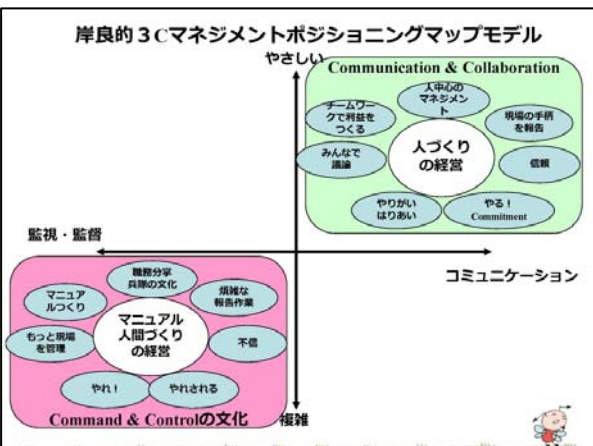 岸良的３Cマネジメントポジショニングマップモデル
やさしい
Communication & Collaboration
人中心の
マネジメン
ト
チームワー
クで利益を
つくる
現場の手柄
を報告
人づくり
の経営
みんなで
議論
信頼
やりがい
はりあい
やる！
Commitment
監視・監督
コミュニケーション
職務分掌
兵隊の文化
マニュア
ルつくり
煩雑な
報告作業
マニュアル
人間づくり
の経営
もっと現場
を管理
不信
やれ！
やれされる
Command & Controlの文化
複雑